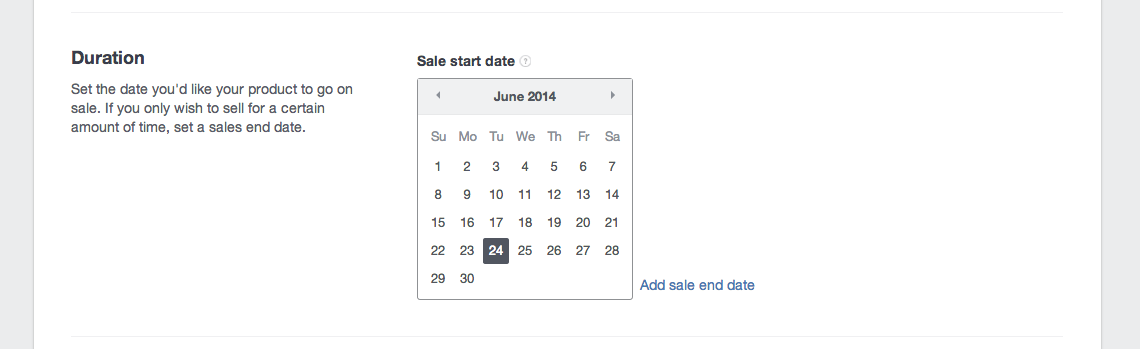 Duration
Set the date you'd like your product to go on
sale. If you only wish to sell for a certain
amount of time, set a sales end date.
Sale start date ?
June 2014
Su Mo Tu We Th Fr Sa
1 2 3 4 5 6 7
8 9 10 11 12 13 14
15 16 17 18 19 20 21
22 23 24 25 26 27 28
29 30
Add sale end date